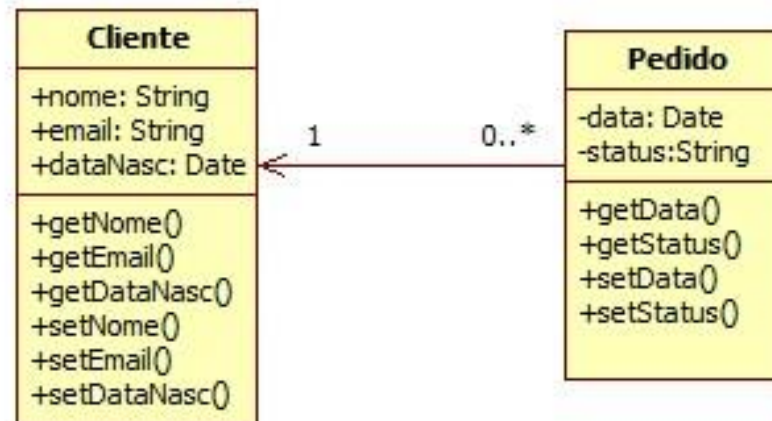 Cliente
+nome: String
+email: String
+dataNasc: Date
+getNome()
+getEmail()
+getDataNasc()
+setNome()
+setEmail()
+setDataNasc()
1
0..*
Pedido
-data: Date
-status:String
+getData()
+getStatus()
+setData()
+setStatus()